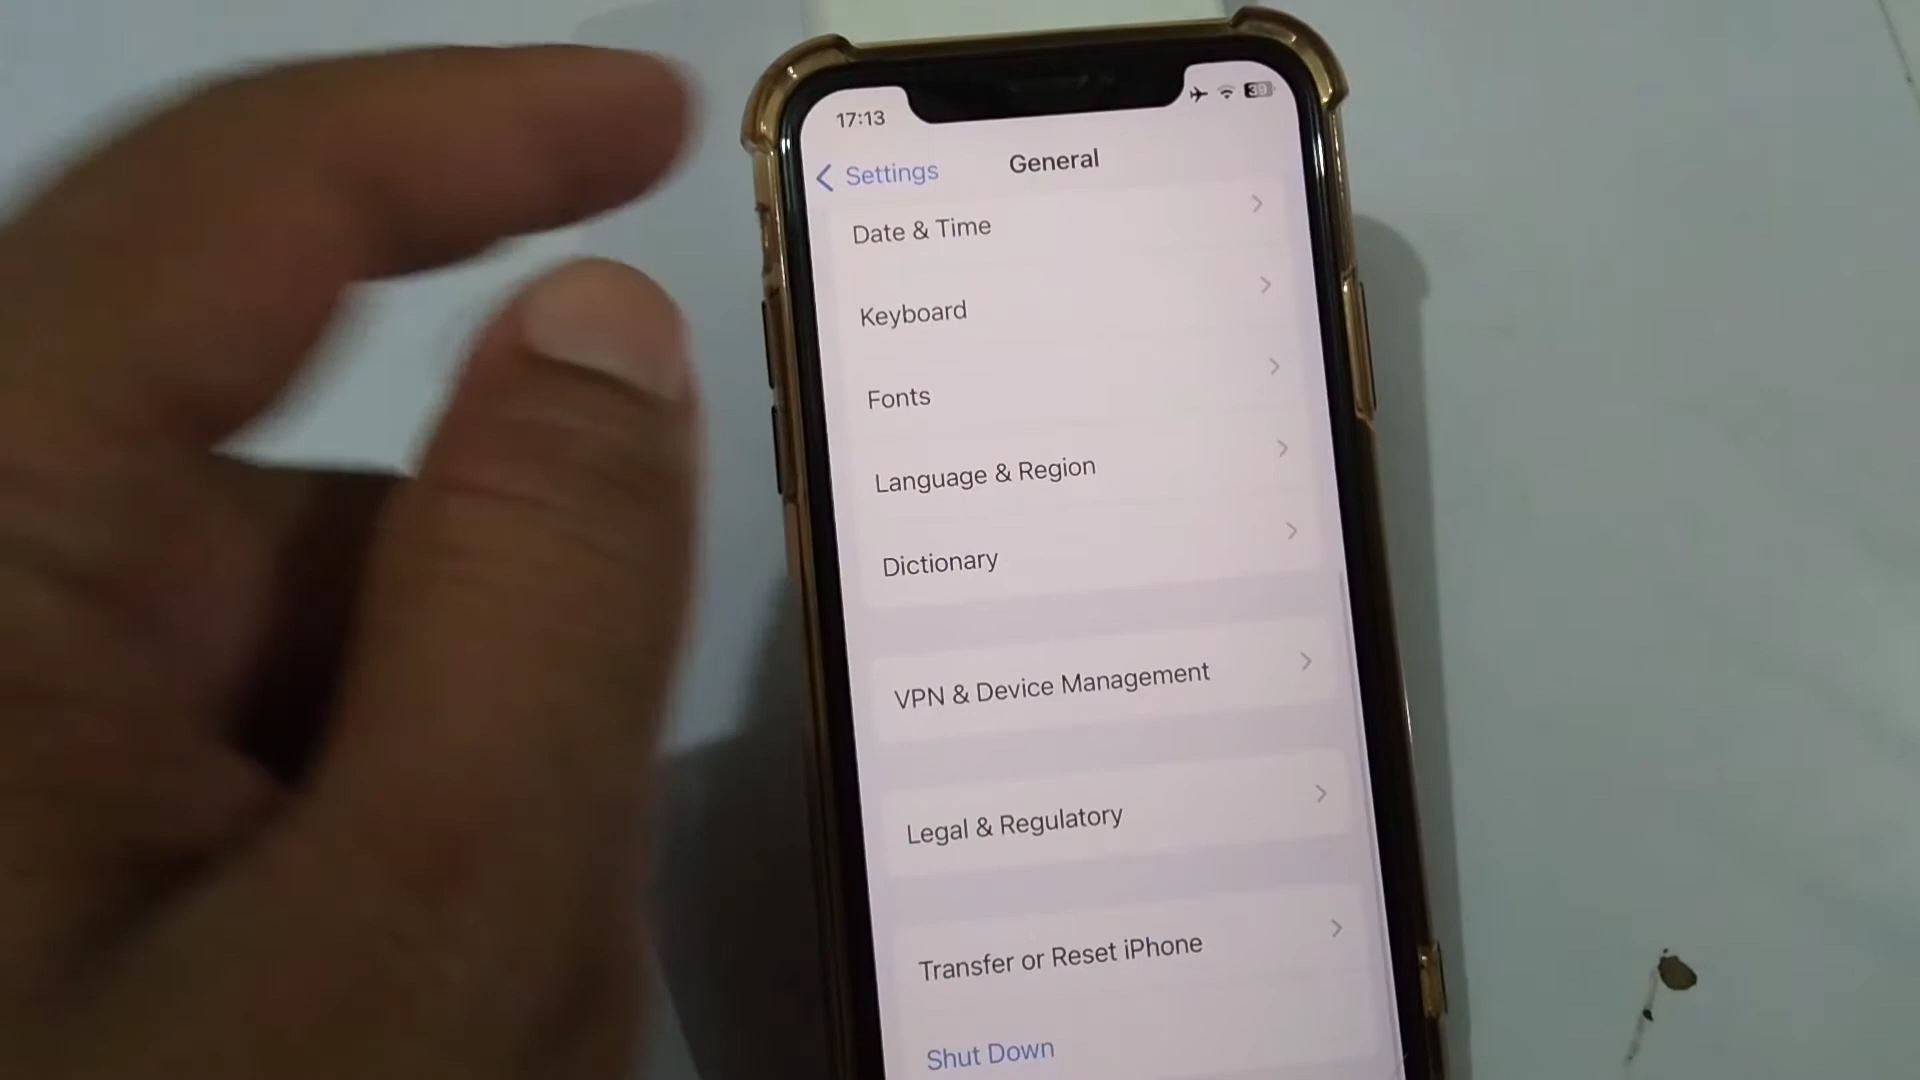 17:13
39
Settings
General
Date & Time
Keyboard
Fonts
Language & Region
Dictionary
VPN & Device Management
Legal & Regulatory
Transfer or Reset iPhone
Shut Down